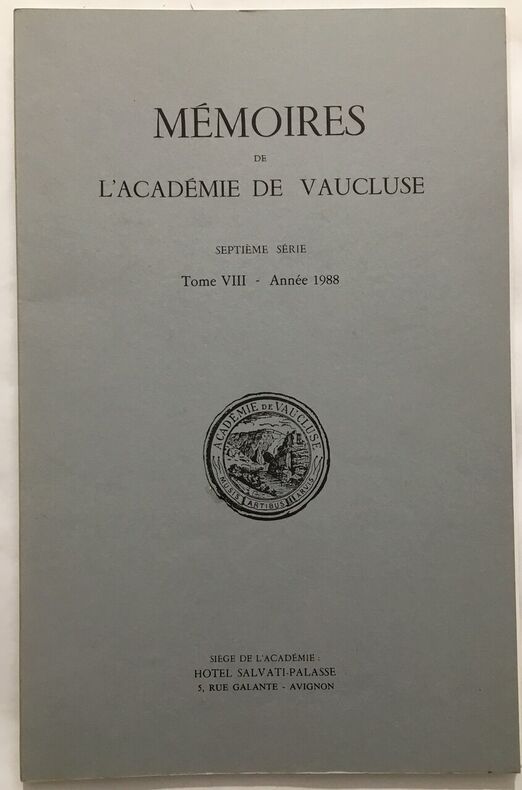 MÉMOIRES
DE
L'ACADÉMIE DE VAUCLUSE
SEPTIÈME SÉRIE
Tome VIII - Année 1988
ACADÉMIE DE VAUCLUSE
ARTIBUS
SIEGE DE L'ACADÉMIE :
HOTEL SALVATI-PALASSE
5, RUE GALANTE - AVIGNON